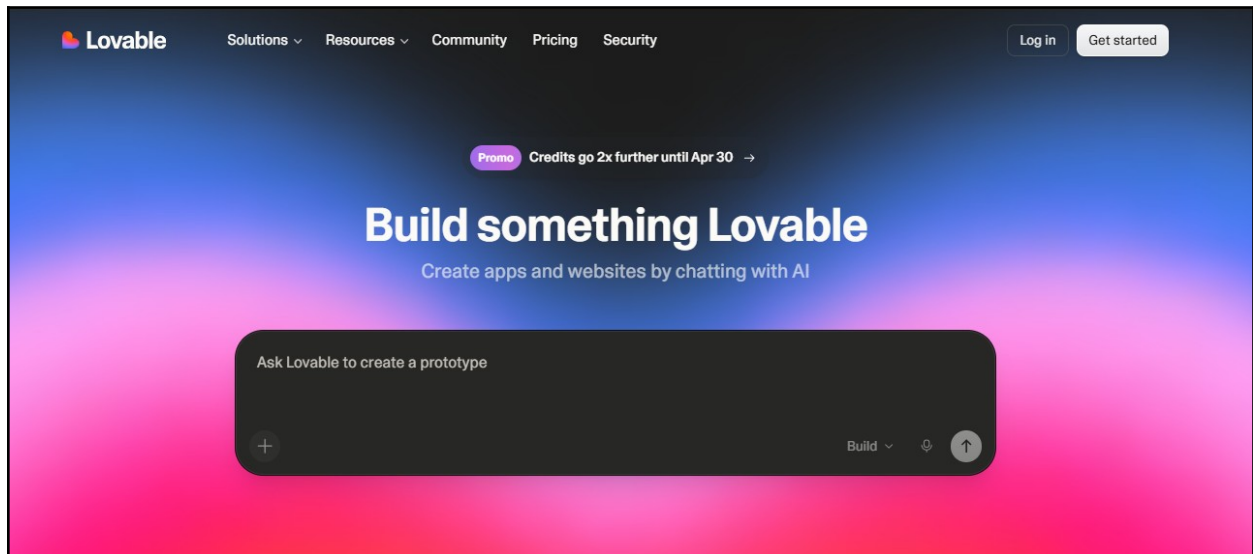 Lovable Solutions Resources Community Pricing Security Log in Get started
Promo Credits go 2x further until Apr 30 →
Build something Lovable
Create apps and websites by chatting with AI
Ask Lovable to create a prototype
Build